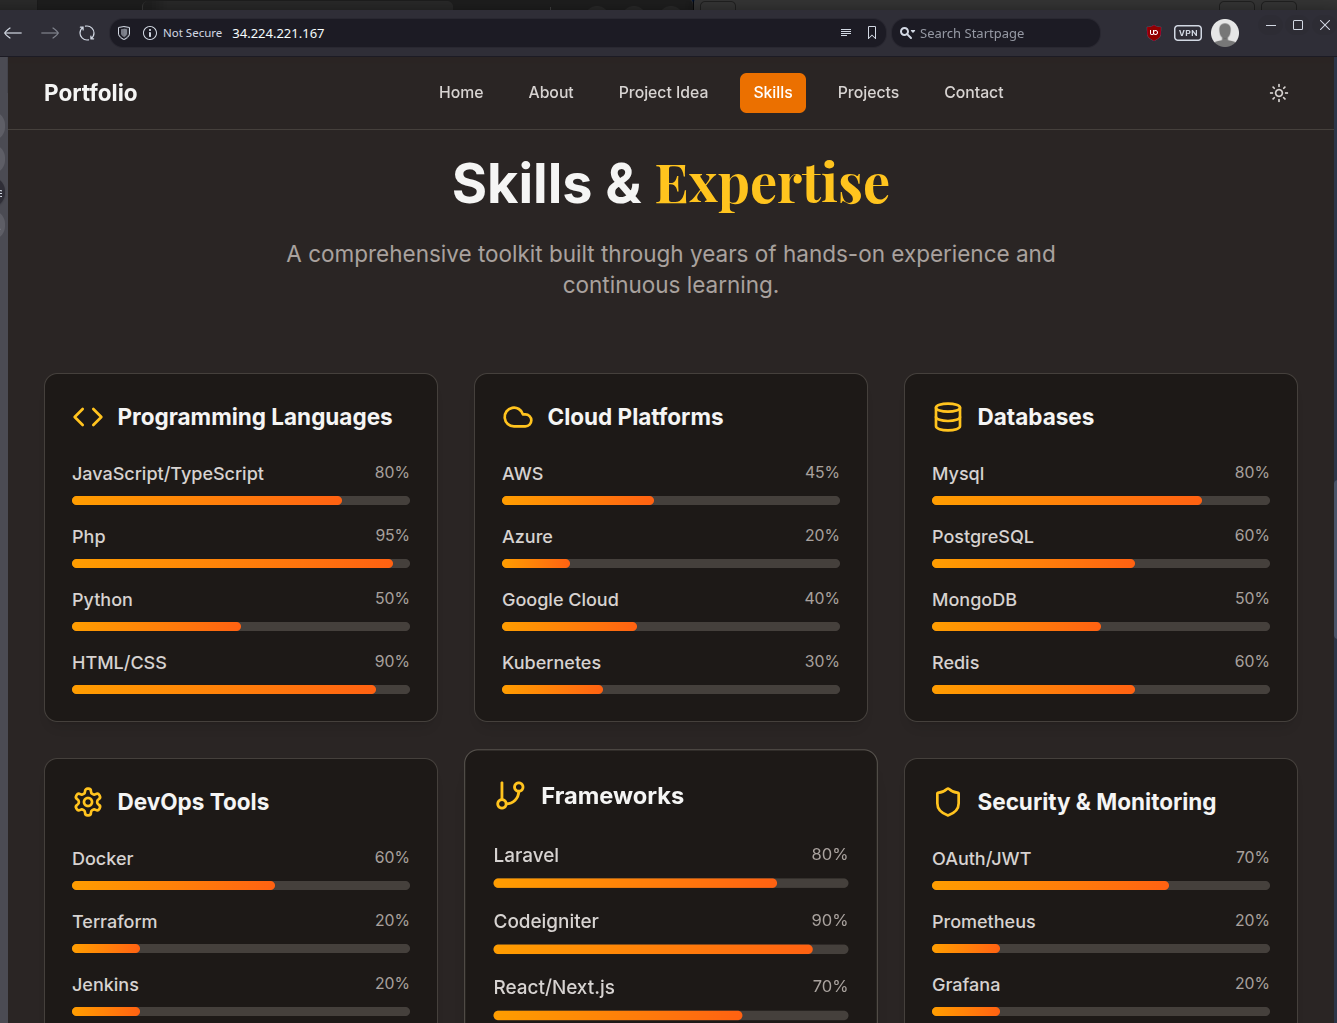 Not Secure 34.224.221.167
Search Startpage
VPN
Portfolio
Home About Project Idea Skills Projects Contact
Skills & Expertise
A comprehensive toolkit built through years of hands-on experience and
continuous learning.
Programming Languages
JavaScript/TypeScript 80%
Php 95%
Python 50%
HTML/CSS 90%
Cloud Platforms
AWS 45%
Azure 20%
Google Cloud 40%
Kubernetes 30%
Databases
Mysql 80%
PostgreSQL 60%
MongoDB 50%
Redis 60%
DevOps Tools
Docker 60%
Terraform 20%
Jenkins 20%
Frameworks
Laravel 80%
Codeigniter 90%
React/Next.js 70%
Security & Monitoring
OAuth/JWT 70%
Prometheus 20%
Grafana 20%